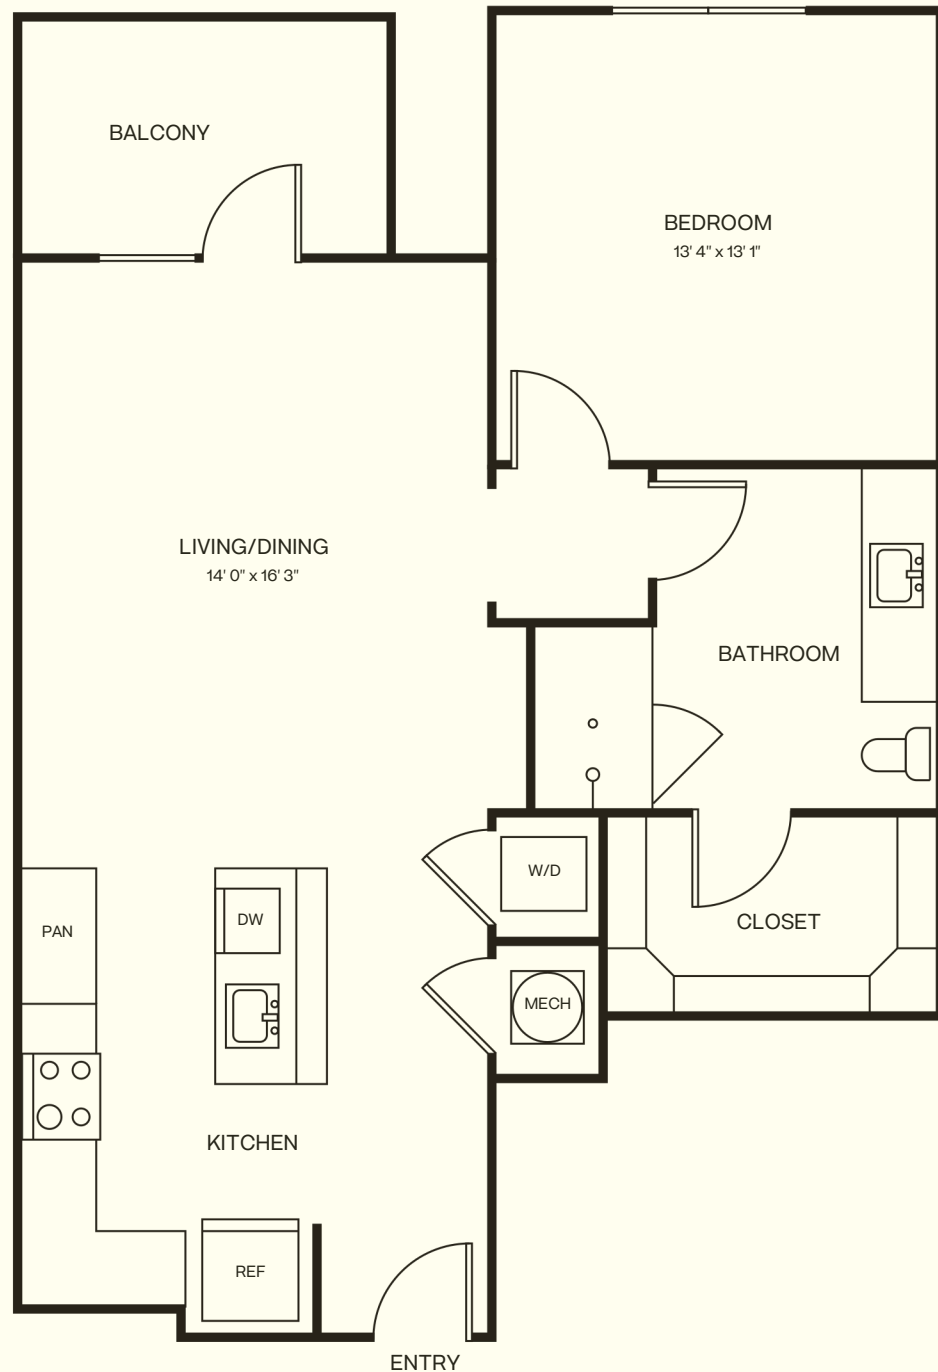 BALCONY
BEDROOM
13' 4" x 13' 1"
LIVING/DINING
14' 0" x 16' 3"
BATHROOM
W/D
PAN
DW
CLOSET
MECH
KITCHEN
REF
ENTRY